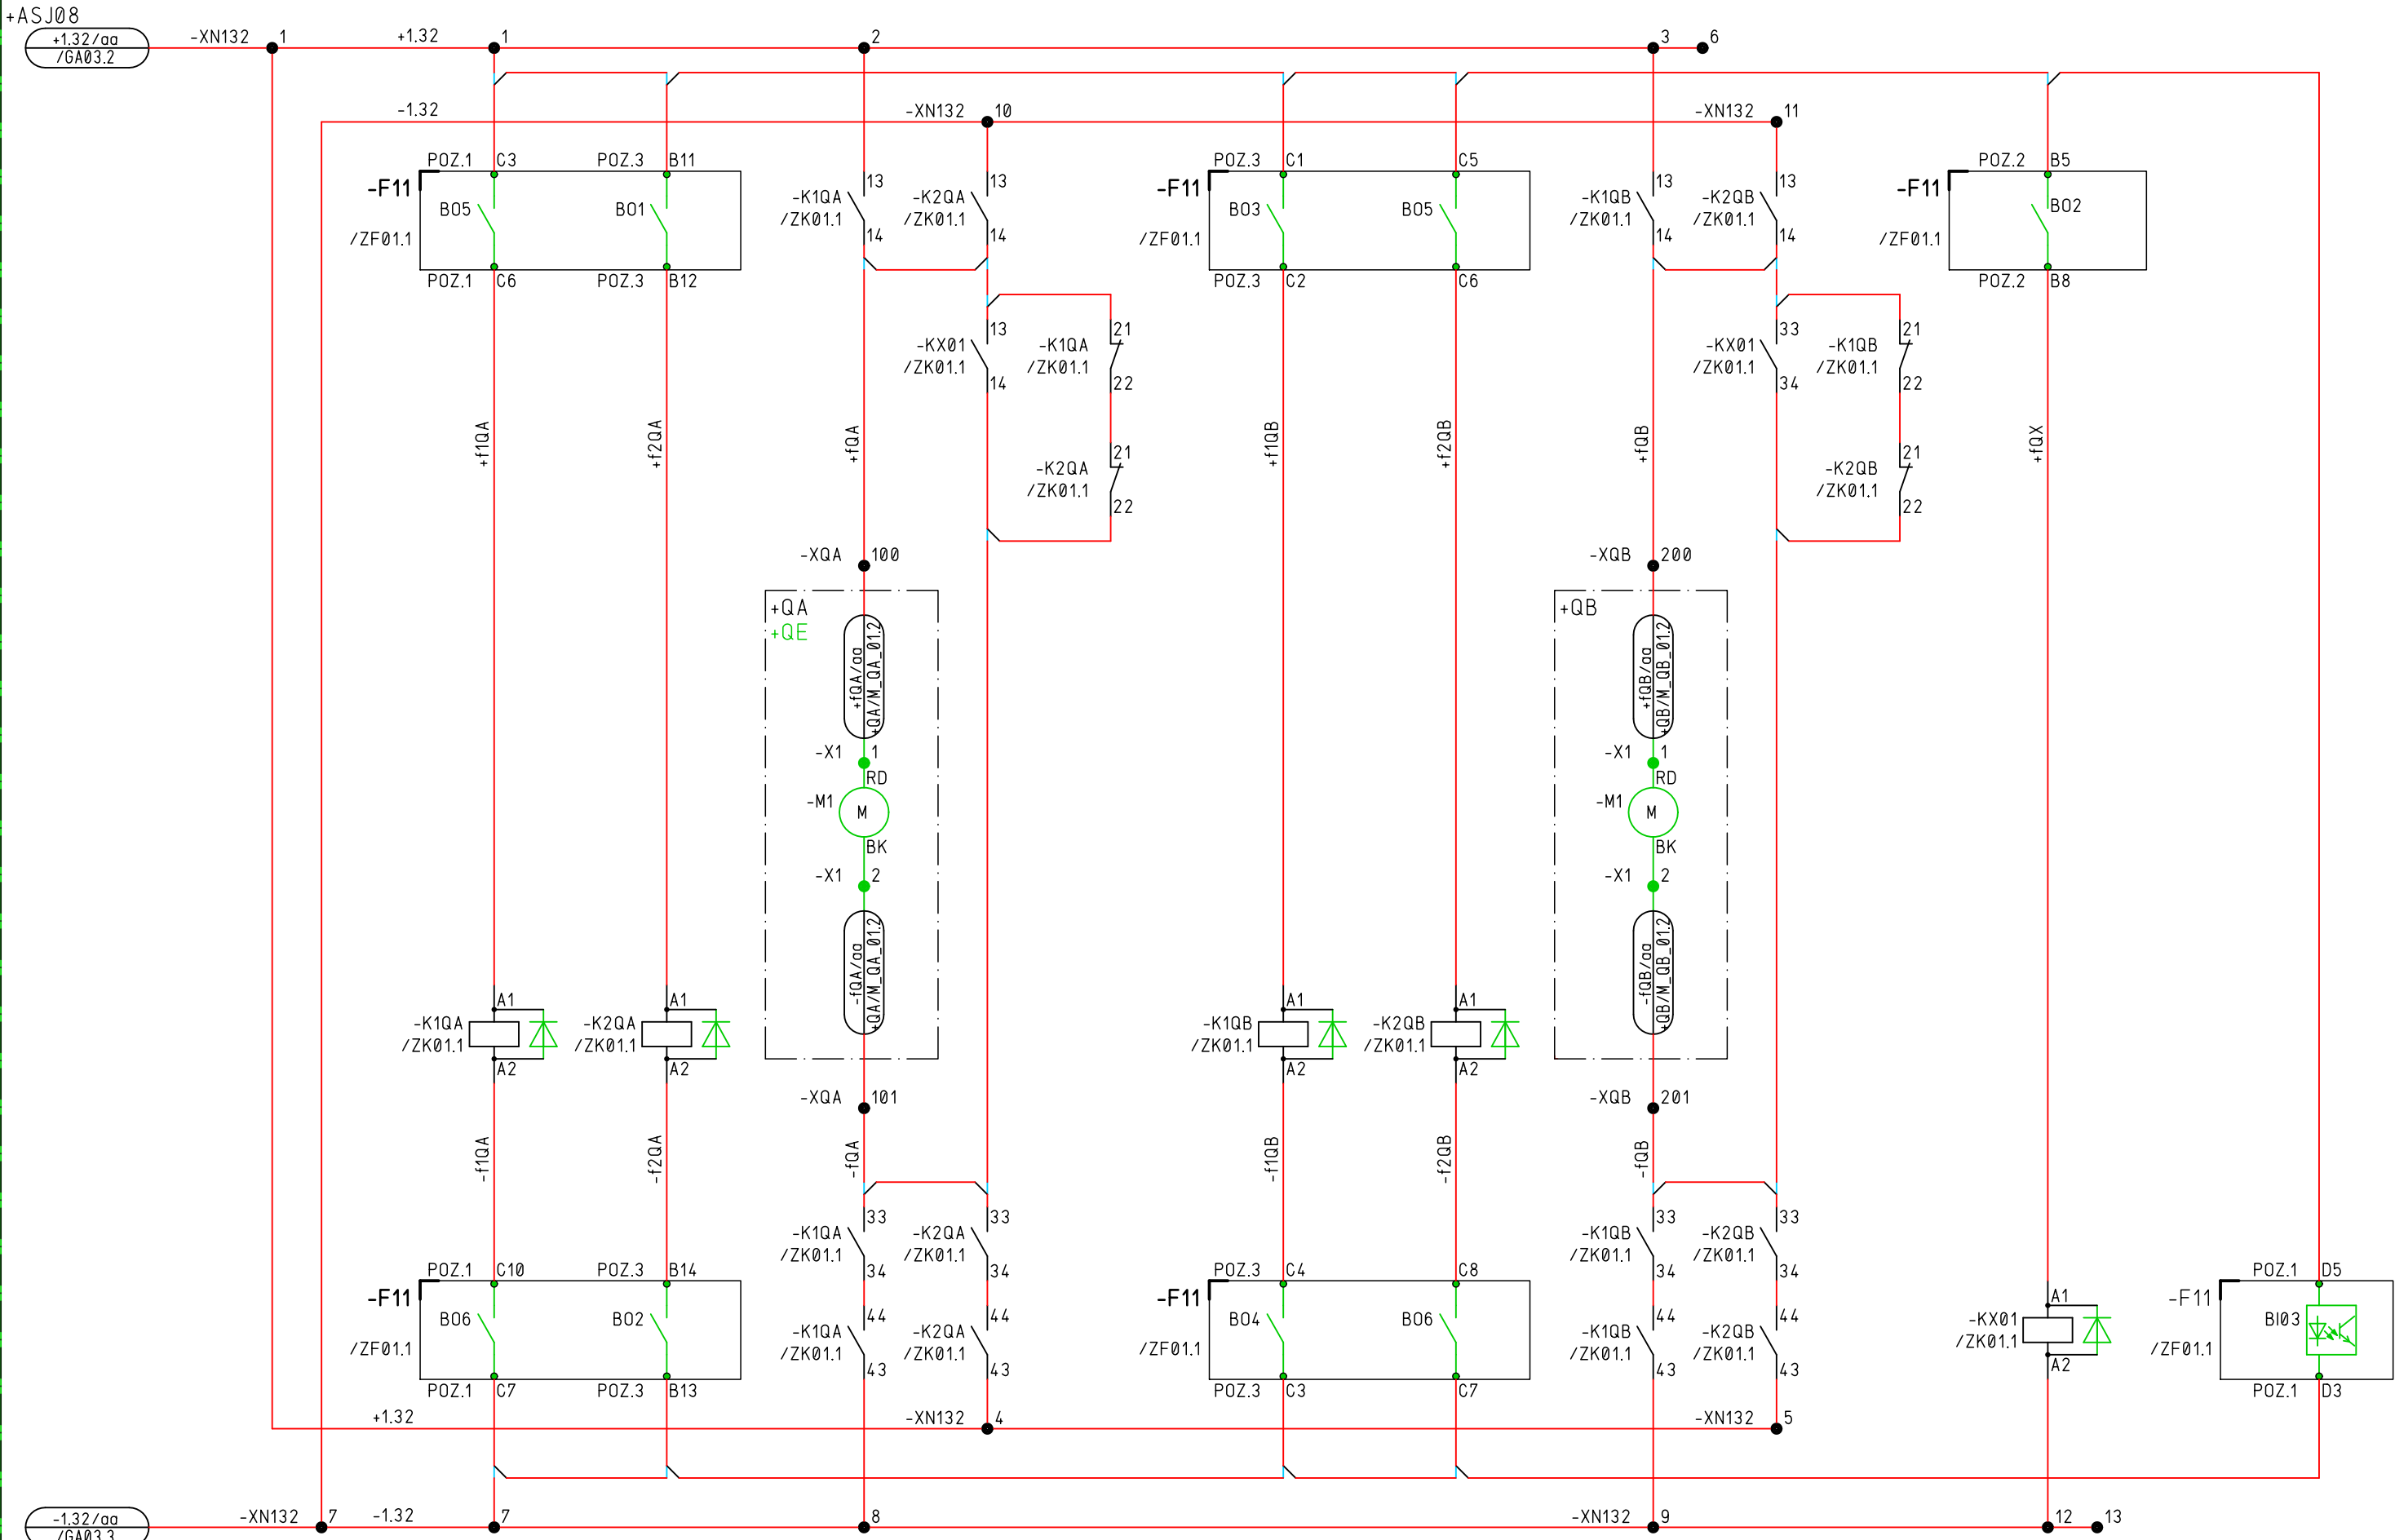 +ASJ08
+1.32/aa
/GA03.2
-XN132 1 +1.32 1 2 3 6
-1.32 -XN132 10 -XN132 11
POZ.1 C3 POZ.3 B11 POZ.3 C1 C5 POZ.2 B5
-F11 BO5 BO1 /ZF01.1
-K1QA /ZK01.1 13 14
-K2QA /ZK01.1 13 14
-F11 BO3 BO5 /ZF01.1
-K1QB /ZK01.1 13 14
-K2QB /ZK01.1 13 14
-F11 BO2 /ZF01.1
POZ.1 C6 POZ.3 B12 POZ.3 C2 C6 POZ.2 B8
-KX01 /ZK01.1 13 14
-K1QA /ZK01.1 21 22
-KX01 /ZK01.1 33 34
-K1QB /ZK01.1 21 22
+f1QA +f2QA +fQA +f1QB +f2QB +fQB +fQX
-K2QA /ZK01.1 21 22
-K2QB /ZK01.1 21 22
-XQA 100 -XQB 200
+QA
+QE
+fQA/aa
+QA/M_QA_01.2
-X1 1
RD
-M1 M
BK
-X1 2
-fQA/aa
+QA/M_QA_01.2
+QB
+fQB/aa
+QB/M_QB_01.2
-X1 1
RD
-M1 M
BK
-X1 2
-fQB/aa
+QB/M_QB_01.2
-K1QA /ZK01.1 A1 A2
-K2QA /ZK01.1 A1 A2
-K1QB /ZK01.1 A1 A2
-K2QB /ZK01.1 A1 A2
-XQA 101 -XQB 201
-f1QA -f2QA -fQA -f1QB -f2QB -fQB
-K1QA /ZK01.1 33 34
-K2QA /ZK01.1 33 34
-K1QB /ZK01.1 33 34
-K2QB /ZK01.1 33 34
POZ.1 C10 POZ.3 B14 POZ.3 C4 C8 POZ.1 D5
-F11 BO6 BO2 /ZF01.1
-K1QA /ZK01.1 44 43
-K2QA /ZK01.1 44 43
-F11 BO4 BO6 /ZF01.1
-K1QB /ZK01.1 44 43
-K2QB /ZK01.1 44 43
-KX01 /ZK01.1 A1 A2
-F11 BI03 /ZF01.1
POZ.1 C7 POZ.3 B13 POZ.3 C3 C7 POZ.1 D3
+1.32 -XN132 4 -XN132 5
-1.32/aa
/GA03.3
-XN132 7 -1.32 7 8 -XN132 9 12 13